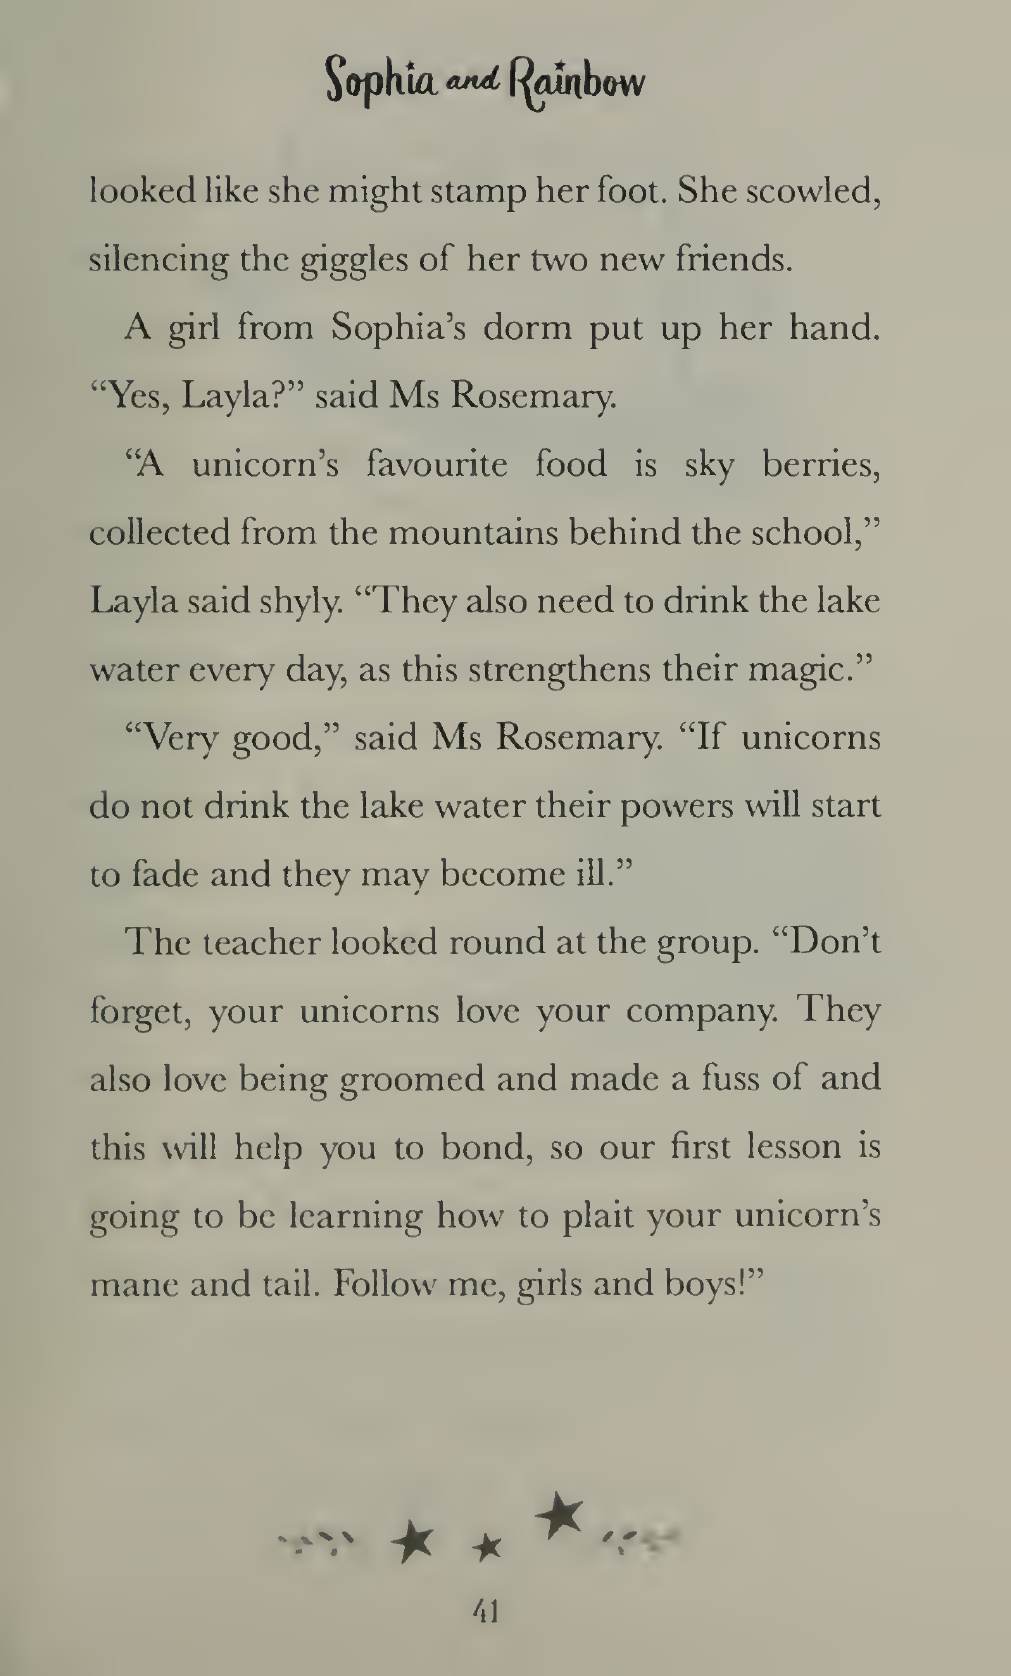 Sophia and Rainbow
looked like she might stamp her foot. She scowled,
silencing the giggles of her two new friends.
A girl from Sophia’s dorm put up her hand.
“Yes, Layla?” said Ms Rosemary.
“A unicorn’s favourite food is sky berries,
collected from the mountains behind the school,”
Layla said shyly. “They also need to drink the lake
water every day, as this strengthens their magic.”
“Very good,” said Ms Rosemary. “If unicorns
do not drink the lake water their powers will start
to fade and they may become ill.”
The teacher looked round at the group. “Don’t
forget, your unicorns love your company. They
also love being groomed and made a fuss of and
this will help you to bond, so our first lesson is
going to be learning how to plait your unicorn’s
mane and tail. Follow me, girls and boys!”
41